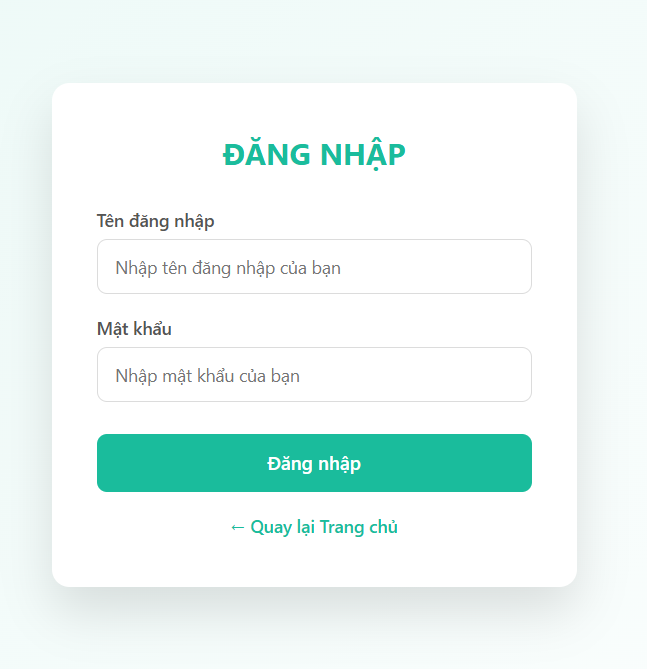 ĐĂNG NHẬP
Tên đăng nhập
Nhập tên đăng nhập của bạn
Mật khẩu
Nhập mật khẩu của bạn
Đăng nhập
← Quay lại Trang chủ